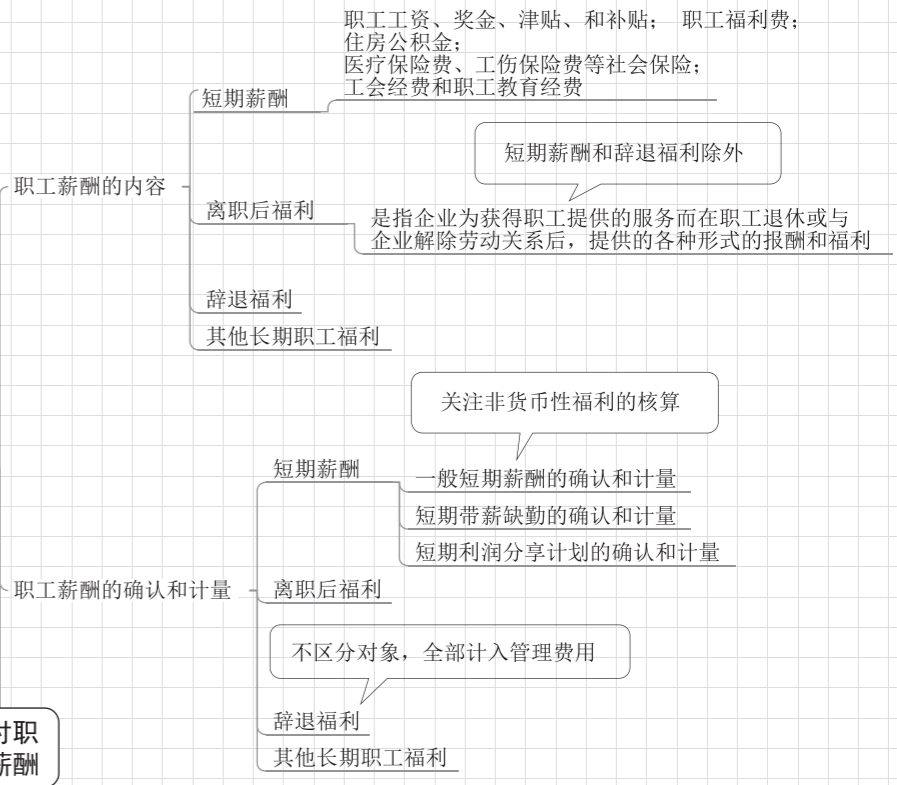 职工工资、奖金、津贴、和补贴； 职工福利费；
住房公积金；
医疗保险费、工伤保险费等社会保险；
工会经费和职工教育经费
短期薪酬
短期薪酬和辞退福利除外
职工薪酬的内容
离职后福利
是指企业为获得职工提供的服务而在职工退休或与
企业解除劳动关系后，提供的各种形式的报酬和福利
辞退福利
其他长期职工福利
关注非货币性福利的核算
短期薪酬
一般短期薪酬的确认和计量
短期带薪缺勤的确认和计量
短期利润分享计划的确认和计量
职工薪酬的确认和计量
离职后福利
不区分对象，全部计入管理费用
辞退福利
付职
薪酬
其他长期职工福利